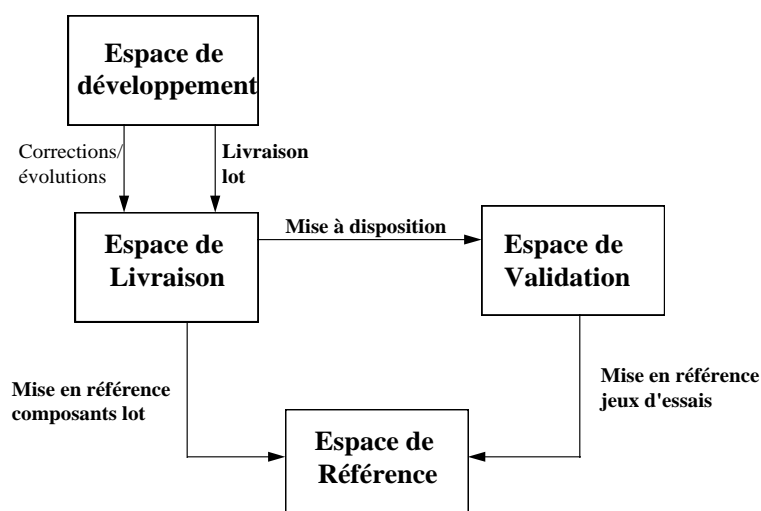 Espace de
développement
Corrections/
évolutions
Livraison
lot
Espace de
Livraison
Mise à disposition
Espace de
Validation
Mise en référence
composants lot
Mise en référence
jeux d'essais
Espace de
Référence